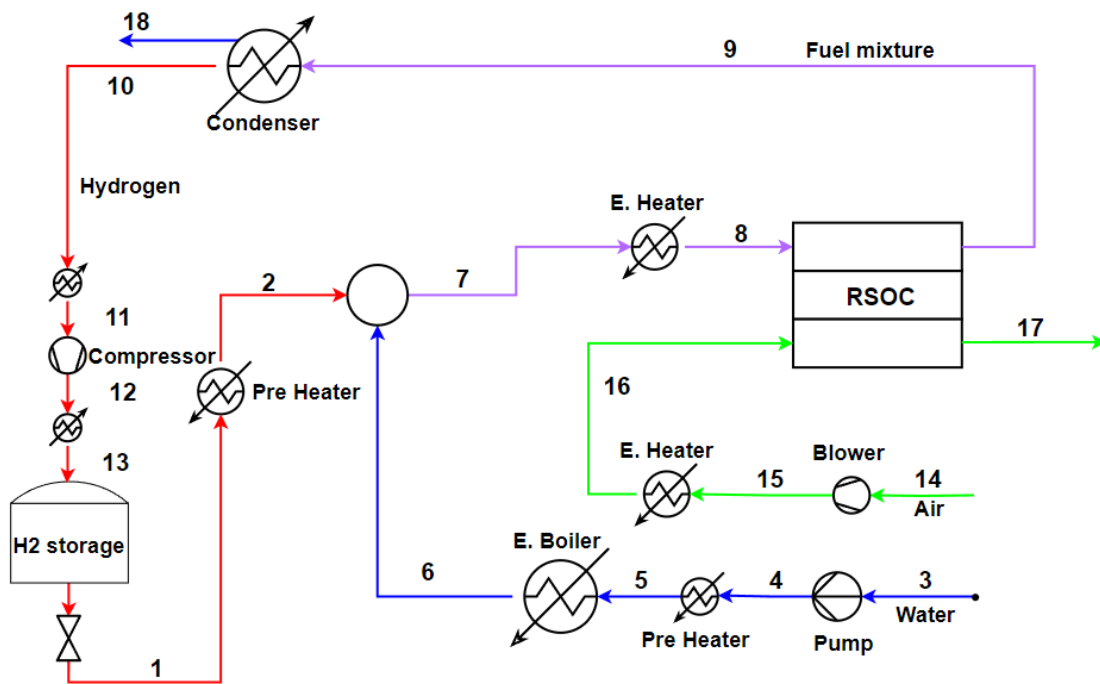 18
9
Fuel mixture
10
Condenser
Hydrogen
E. Heater
2
7
8
RSOC
11
17
Compressor
16
12
Pre Heater
E. Heater
Blower
13
15
14
Air
H2 storage
E. Boiler
6
5
4
3
Water
Pre Heater
Pump
1